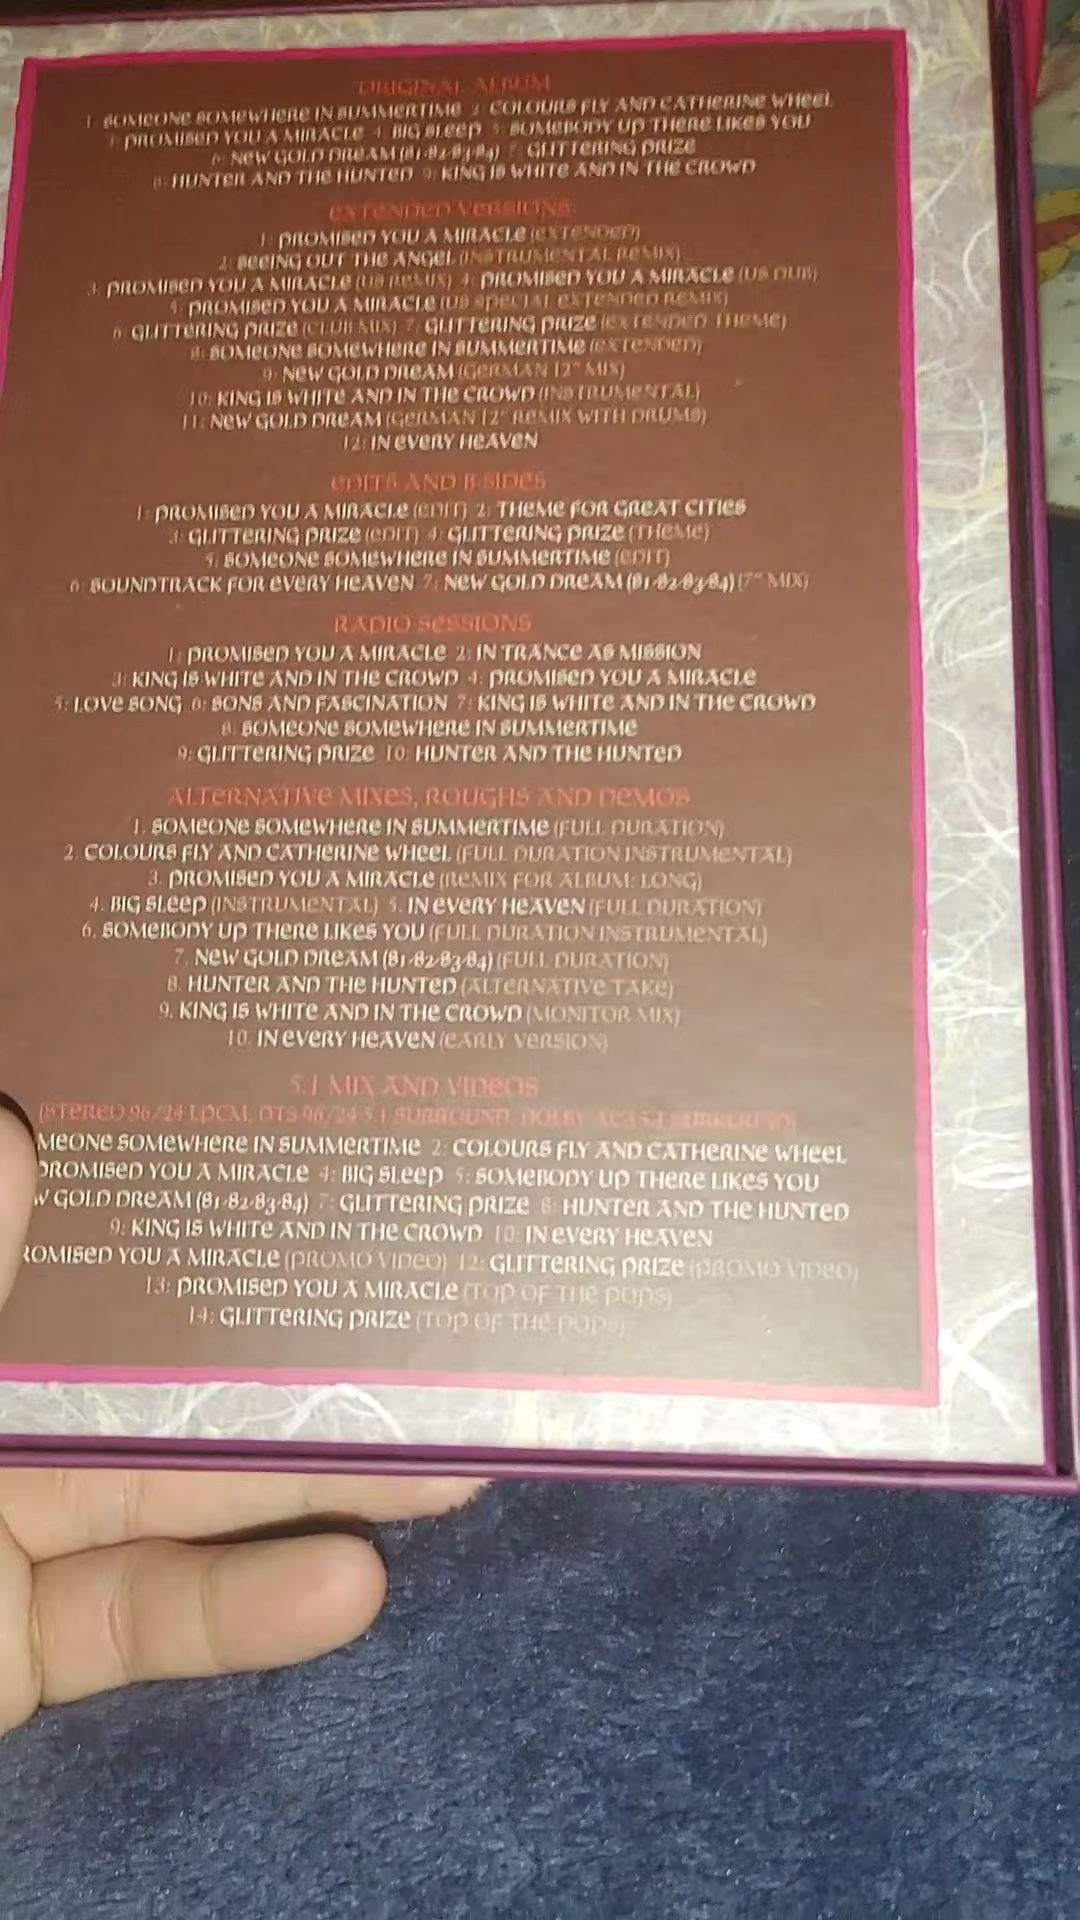 ORIGINAL ALBUM
1: SOMEONE SOMEWHERE IN SUMMERTIME 2: COLOURS FLY AND CATHERINE WHEEL
3: PROMISED YOU A MIRACLE 4: BIG SLEEP 5: SOMEBODY UP THERE LIKES YOU
6: NEW GOLD DREAM (81-82-83-84) 7: GLITTERING PRIZE
8: HUNTER AND THE HUNTED 9: KING IS WHITE AND IN THE CROWD
EXTENDED VERSIONS
1: PROMISED YOU A MIRACLE (EXTENDED)
2: SEEING OUT THE ANGEL (INSTRUMENTAL REMIX)
3: PROMISED YOU A MIRACLE (US REMIX) 4: PROMISED YOU A MIRACLE (US DUB)
5: PROMISED YOU A MIRACLE (US SPECIAL EXTENDED REMIX)
6: GLITTERING PRIZE (CLUB MIX) 7: GLITTERING PRIZE (EXTENDED THEME)
8: SOMEONE SOMEWHERE IN SUMMERTIME (EXTENDED)
9: NEW GOLD DREAM (GERMAN 12" MIX)
10: KING IS WHITE AND IN THE CROWD (INSTRUMENTAL)
11: NEW GOLD DREAM (GERMAN 12" REMIX WITH DRUMS)
12: IN EVERY HEAVEN
EDITS AND B-SIDES
1: PROMISED YOU A MIRACLE (EDIT) 2: THEME FOR GREAT CITIES
3: GLITTERING PRIZE (EDIT) 4: GLITTERING PRIZE (THEME)
5: SOMEONE SOMEWHERE IN SUMMERTIME (EDIT)
6: SOUNDTRACK FOR EVERY HEAVEN 7: NEW GOLD DREAM (81-82-83-84) (7" MIX)
RADIO SESSIONS
1: PROMISED YOU A MIRACLE 2: IN TRANCE AS MISSION
3: KING IS WHITE AND IN THE CROWD 4: PROMISED YOU A MIRACLE
5: LOVE SONG 6: SONS AND FASCINATION 7: KING IS WHITE AND IN THE CROWD
8: SOMEONE SOMEWHERE IN SUMMERTIME
9: GLITTERING PRIZE 10: HUNTER AND THE HUNTED
ALTERNATIVE MIXES, ROUGHS AND DEMOS
1. SOMEONE SOMEWHERE IN SUMMERTIME (FULL DURATION)
2. COLOURS FLY AND CATHERINE WHEEL (FULL DURATION INSTRUMENTAL)
3. PROMISED YOU A MIRACLE (REMIX FOR ALBUM: LONG)
4. BIG SLEEP (INSTRUMENTAL) 5. IN EVERY HEAVEN (FULL DURATION)
6. SOMEBODY UP THERE LIKES YOU (FULL DURATION INSTRUMENTAL)
7. NEW GOLD DREAM (81-82-83-84) (FULL DURATION)
8. HUNTER AND THE HUNTED (ALTERNATIVE TAKE)
9. KING IS WHITE AND IN THE CROWD (MONITOR MIX)
10. IN EVERY HEAVEN (EARLY VERSION)
5.1 MIX AND VIDEOS
(STEREO 96/24 LPCM, DTS 96/24 5.1 SURROUND, DOLBY AC3 5.1 SURROUND)
MEONE SOMEWHERE IN SUMMERTIME 2: COLOURS FLY AND CATHERINE WHEEL
PROMISED YOU A MIRACLE 4: BIG SLEEP 5: SOMEBODY UP THERE LIKES YOU
W GOLD DREAM (81-82-83-84) 7: GLITTERING PRIZE 8: HUNTER AND THE HUNTED
9: KING IS WHITE AND IN THE CROWD 10: IN EVERY HEAVEN
ROMISED YOU A MIRACLE (PROMO VIDEO) 12: GLITTERING PRIZE (PROMO VIDEO)
13: PROMISED YOU A MIRACLE (TOP OF THE POPS)
14: GLITTERING PRIZE (TOP OF THE POPS)